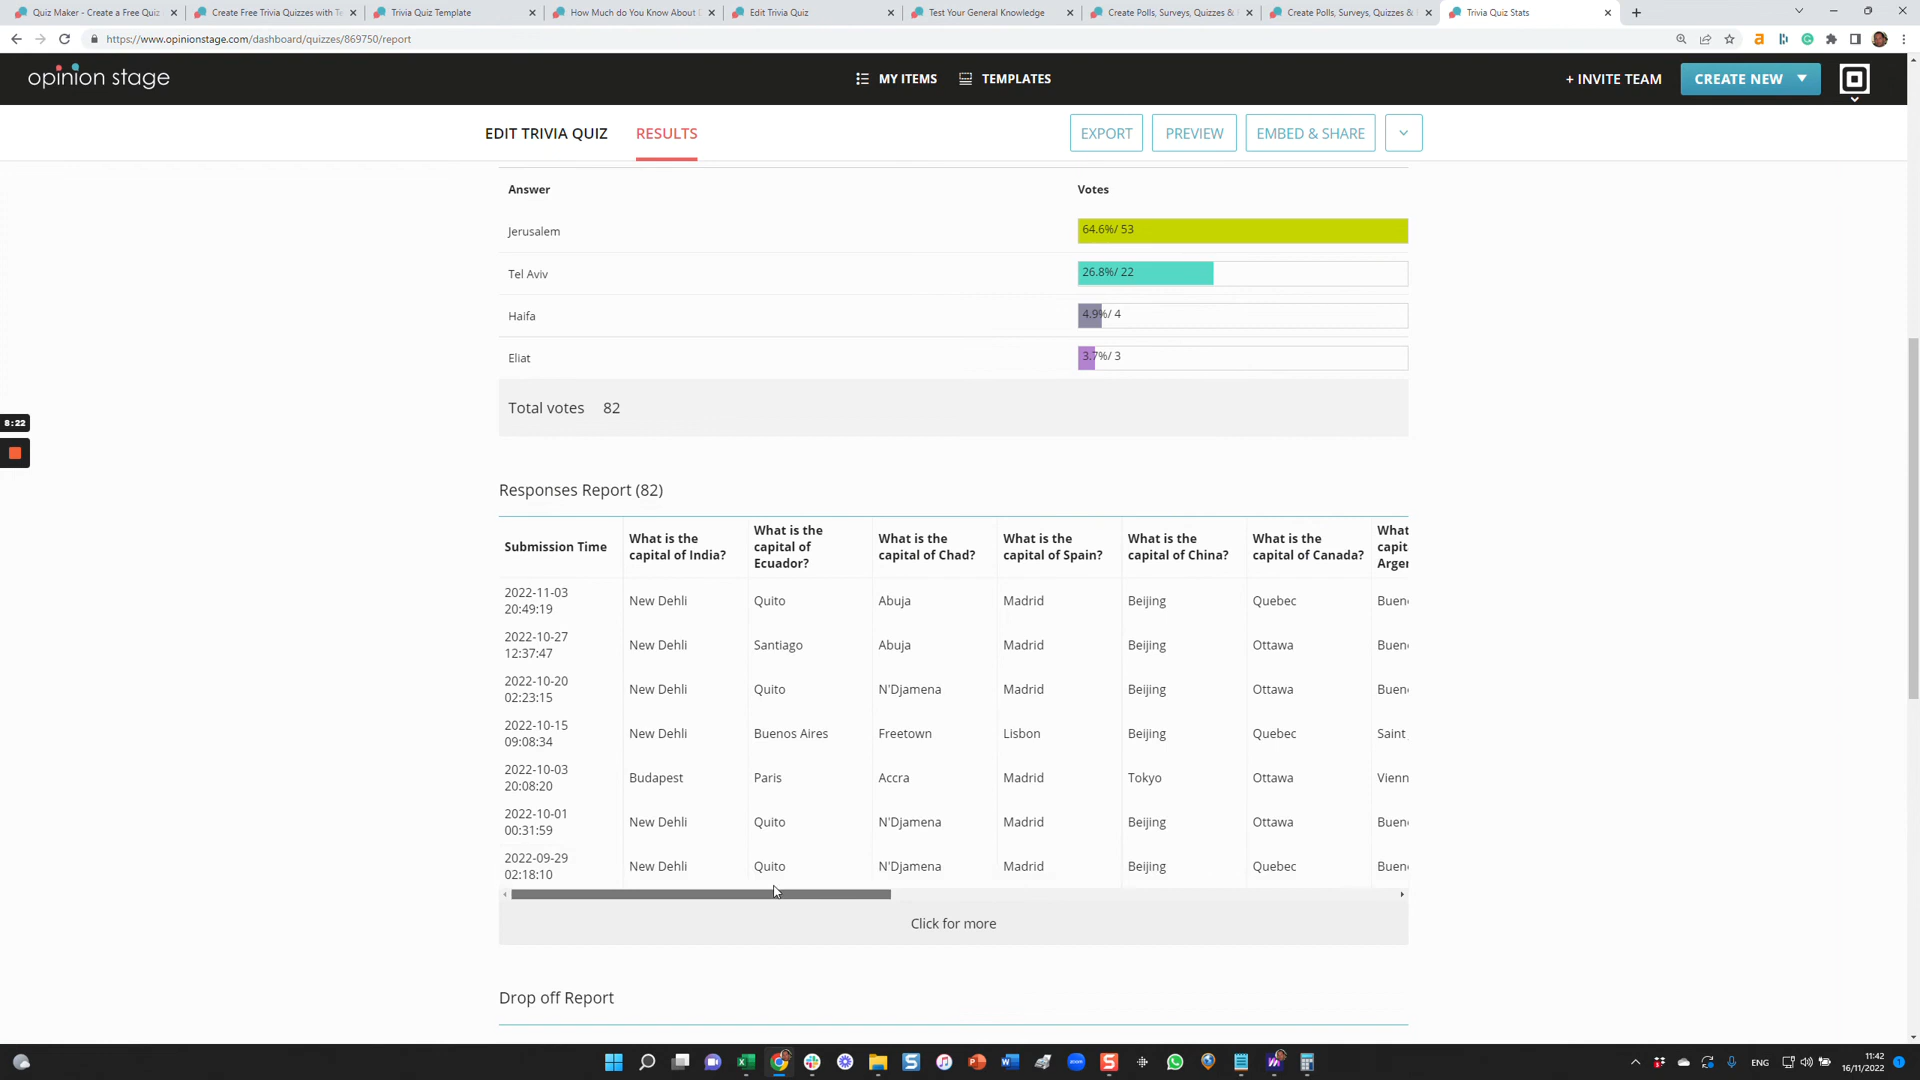 Quiz Maker - Create a Free Quiz
Create Free Trivia Quizzes with Te
Trivia Quiz Template
How Much do You Know About
Edit Trivia Quiz
Test Your General Knowledge
Create Polls, Surveys, Quizzes &
Create Polls, Surveys, Quizzes &
Trivia Quiz Stats
https://www.opinionstage.com/dashboard/quizzes/869750/report
opinion stage
MY ITEMS
TEMPLATES
+ INVITE TEAM
CREATE NEW
EDIT TRIVIA QUIZ
RESULTS
EXPORT
PREVIEW
EMBED & SHARE
Answer Votes
Jerusalem 64.6%/ 53
Tel Aviv 26.8%/ 22
Haifa 4.9%/ 4
Eliat 3.7%/ 3
Total votes 82
8:22
Responses Report (82)
Submission Time
What is the
capital of India?
What is the
capital of
Ecuador?
What is the
capital of Chad?
What is the
capital of Spain?
What is the
capital of China?
What is the
capital of Canada?
What
capit
Arger
2022-11-03
20:49:19
New Dehli Quito Abuja Madrid Beijing Quebec Buen
2022-10-27
12:37:47
New Dehli Santiago Abuja Madrid Beijing Ottawa Buen
2022-10-20
02:23:15
New Dehli Quito N'Djamena Madrid Beijing Ottawa Buen
2022-10-15
09:08:34
New Dehli Buenos Aires Freetown Lisbon Beijing Quebec Saint
2022-10-03
20:08:20
Budapest Paris Accra Madrid Tokyo Ottawa Vienn
2022-10-01
00:31:59
New Dehli Quito N'Djamena Madrid Beijing Ottawa Buen
2022-09-29
02:18:10
New Dehli Quito N'Djamena Madrid Beijing Quebec Buen
Click for more
Drop off Report
ENG
11:42
16/11/2022